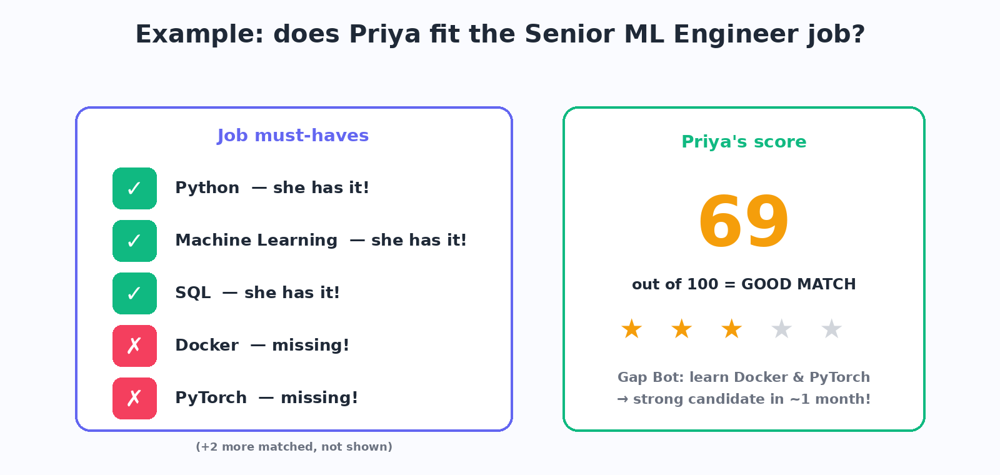 Example: does Priya fit the Senior ML Engineer job?
Job must-haves
✓ Python — she has it!
✓ Machine Learning — she has it!
✓ SQL — she has it!
✗ Docker — missing!
✗ PyTorch — missing!
(+2 more matched, not shown)
Priya's score
69
out of 100 = GOOD MATCH
★ ★ ★ ★ ★
Gap Bot: learn Docker & PyTorch
→ strong candidate in ~1 month!